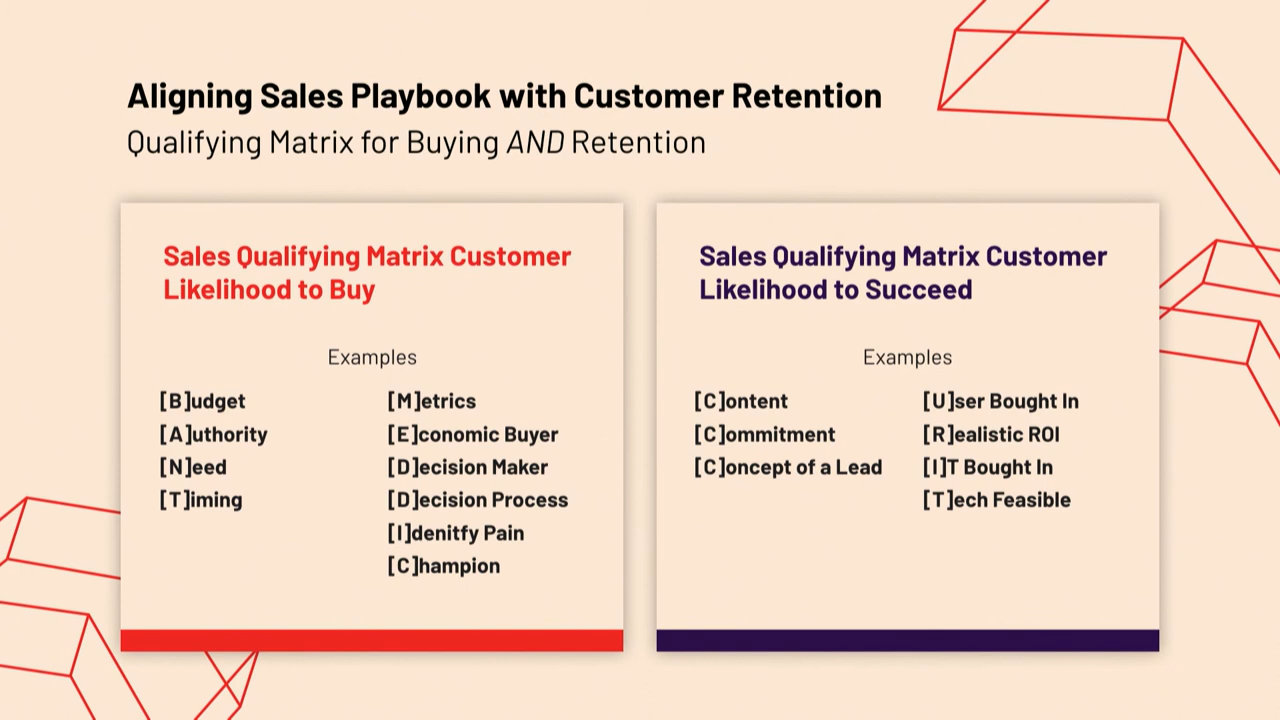 Aligning Sales Playbook with Customer Retention
Qualifying Matrix for Buying AND Retention
Sales Qualifying Matrix Customer
Likelihood to Buy
Examples
[B]udget
[A]uthority
[N]eed
[T]iming
[M]etrics
[E]conomic Buyer
[D]ecision Maker
[D]ecision Process
[I]denitfy Pain
[C]hampion
Sales Qualifying Matrix Customer
Likelihood to Succeed
Examples
[C]ontent
[C]ommitment
[C]oncept of a Lead
[U]ser Bought In
[R]ealistic ROI
[I]T Bought In
[T]ech Feasible